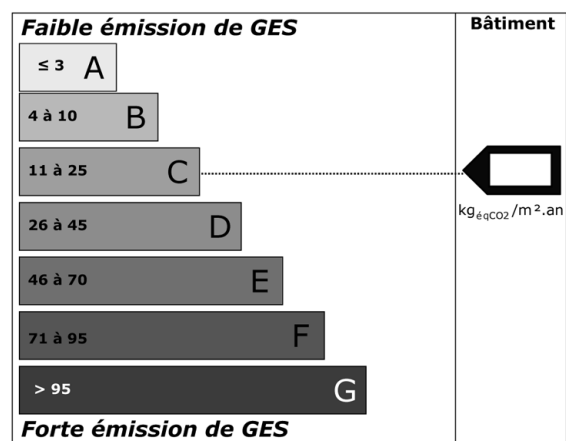 Faible émission de GES
Bâtiment
≤ 3 A
4 à 10 B
11 à 25 C
kgéqCO2/m².an
26 à 45 D
46 à 70 E
71 à 95 F
> 95 G
Forte émission de GES